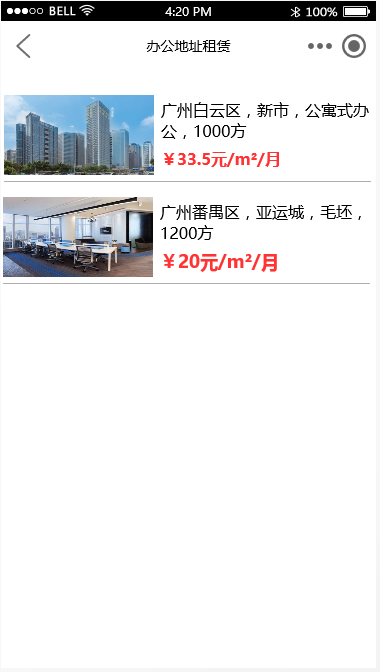 BELL 4:20 PM 100%
办公地址租赁
广州白云区，新市，公寓式办
公，1000方
￥33.5元/m²/月
广州番禺区，亚运城，毛坯，
1200方
￥20元/m²/月